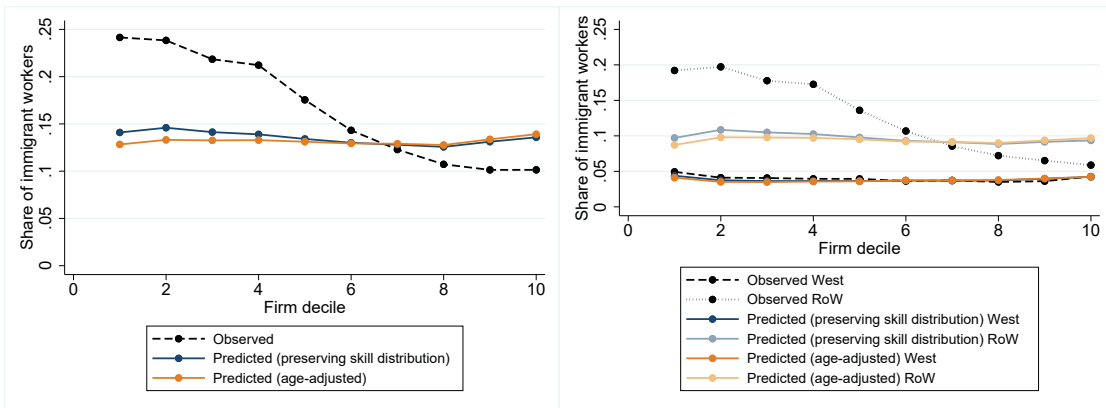 Share of immigrant workers
.25
.2
.15
.1
.05
0
0 2 4 6 8 10
Firm decile
Observed
Predicted (preserving skill distribution)
Predicted (age-adjusted)
Share of immigrant workers
.25
.2
.15
.1
.05
0
0 2 4 6 8 10
Firm decile
Observed West
Observed RoW
Predicted (preserving skill distribution) West
Predicted (preserving skill distribution) RoW
Predicted (age-adjusted) West
Predicted (age-adjusted) RoW